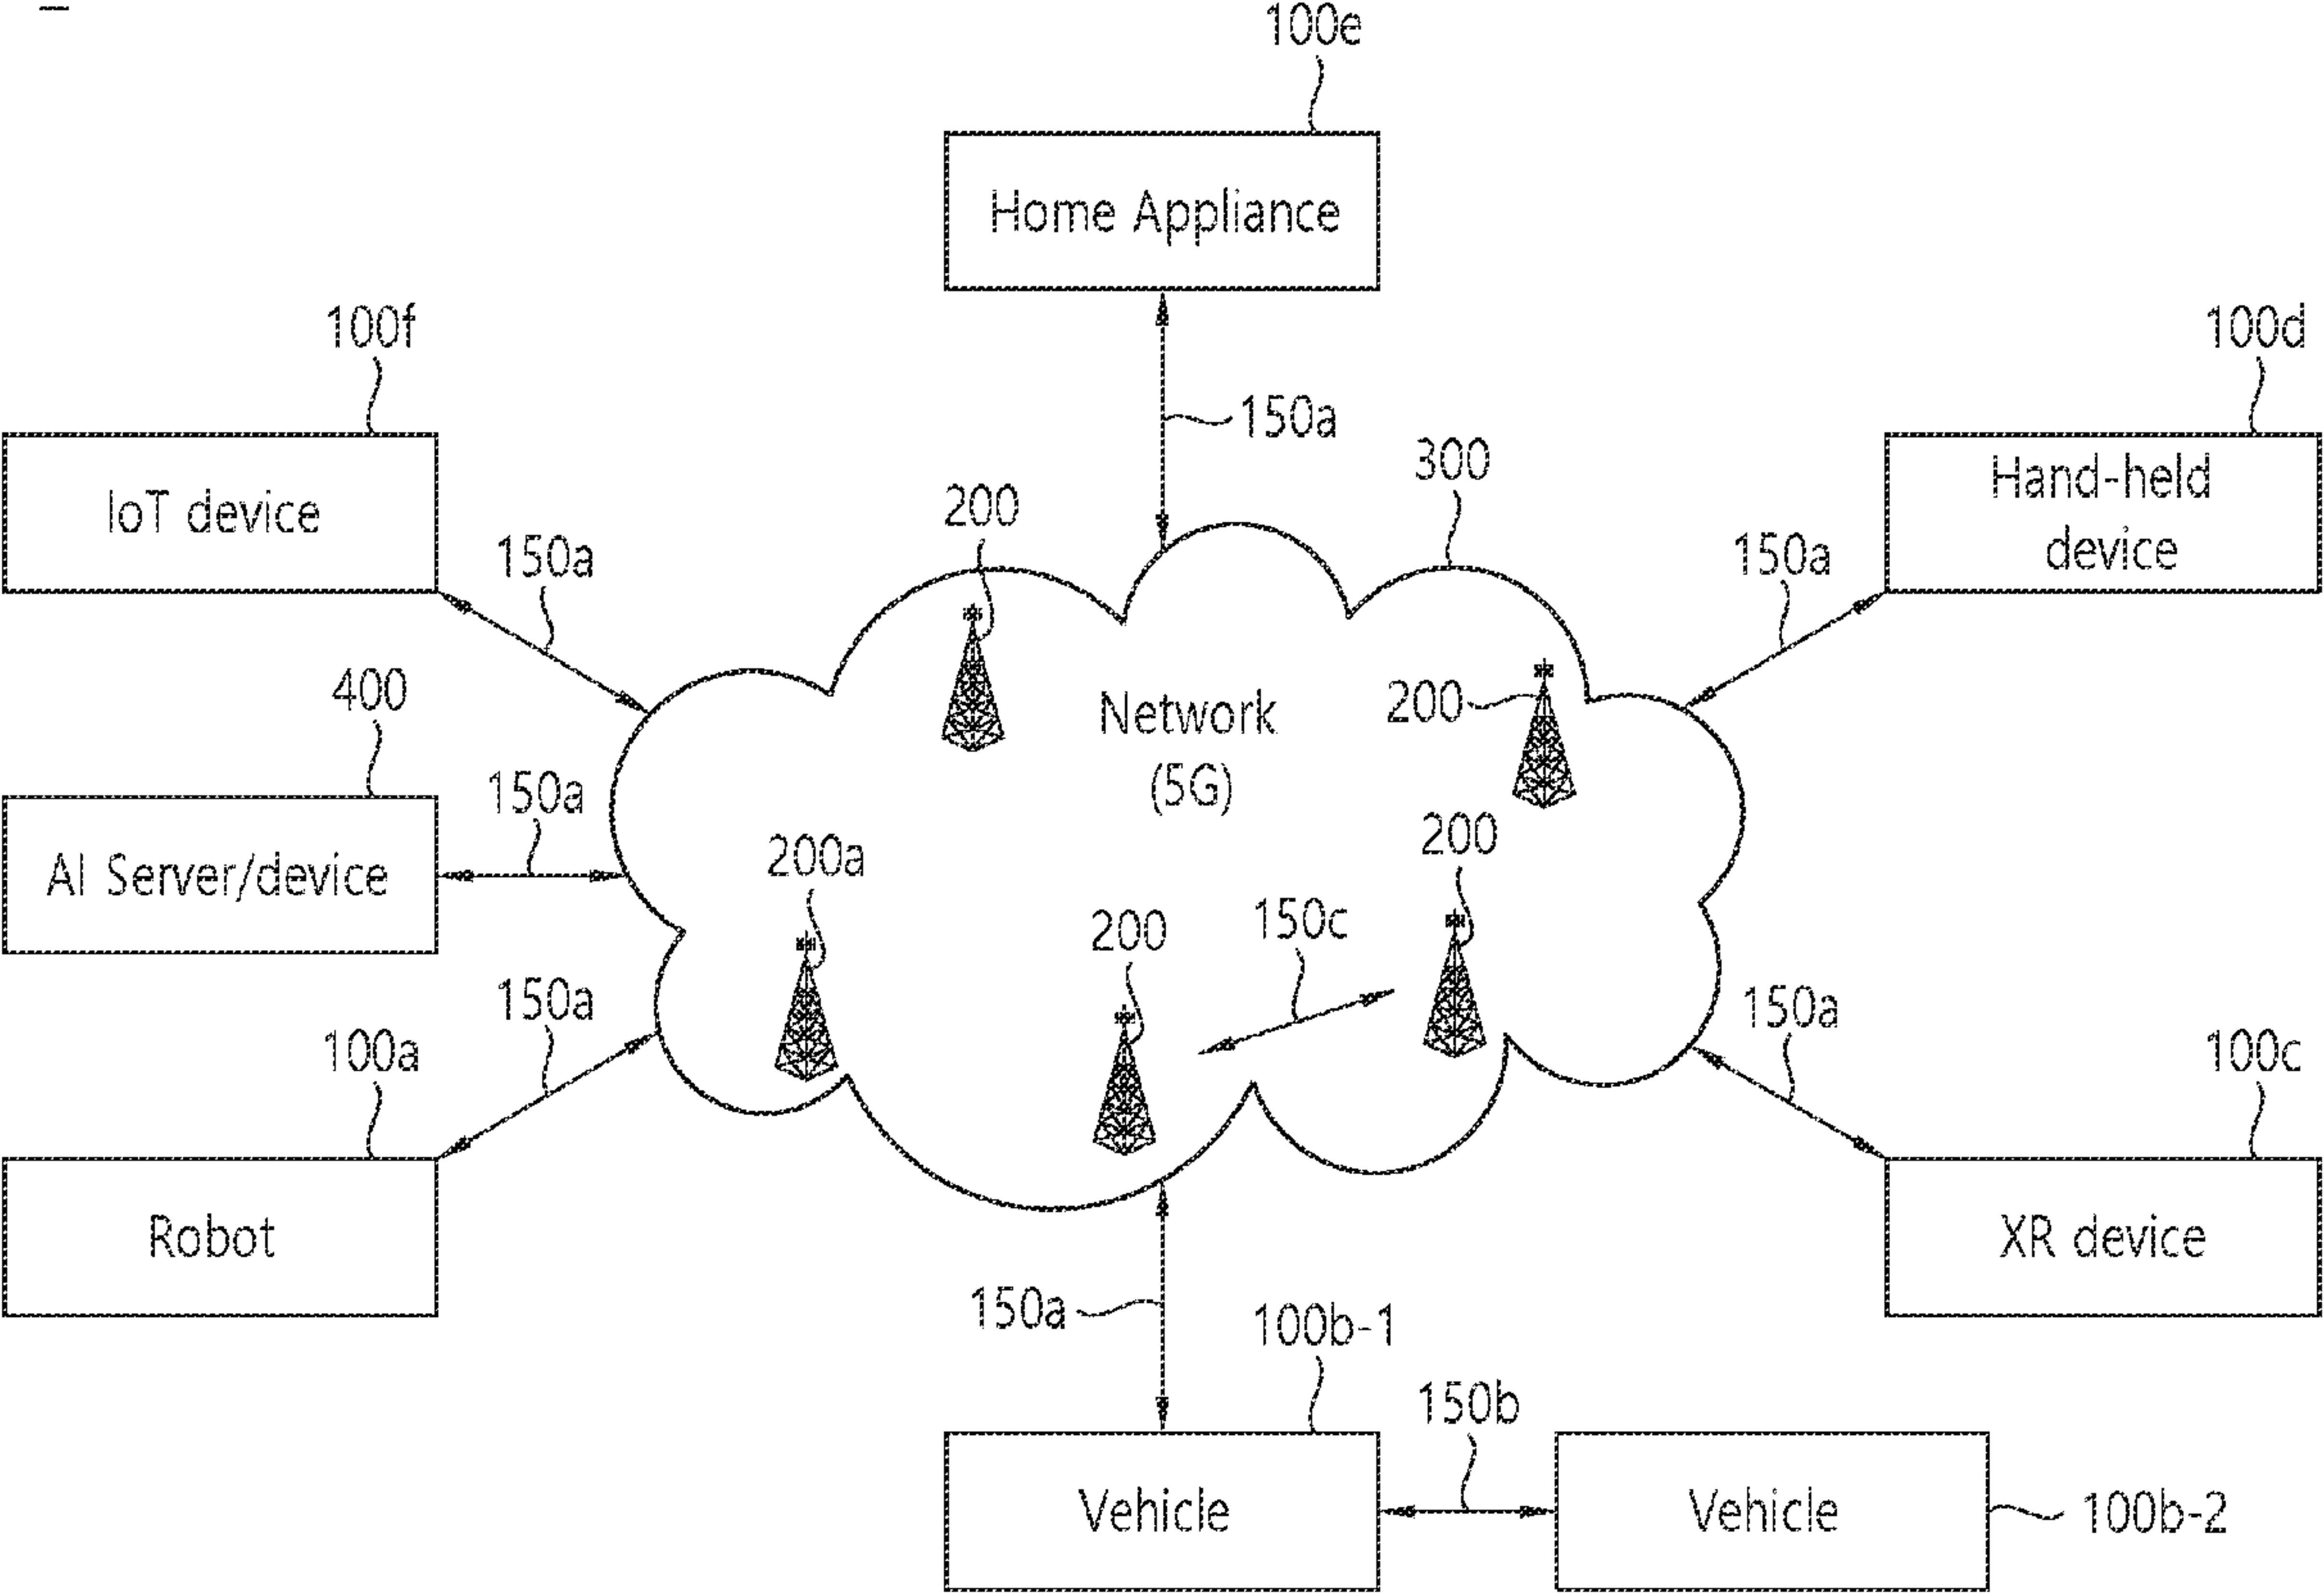 100e
Home Appliance
100f
100d
150a
300
IoT device
Hand-held
device
200
150a
150a
400
200
Network
(5G)
150a
AI Server/device
200a
200
200
150c
150a
150a
100a
100c
Robot
XR device
150a
100b-1
150b
Vehicle
Vehicle
100b-2